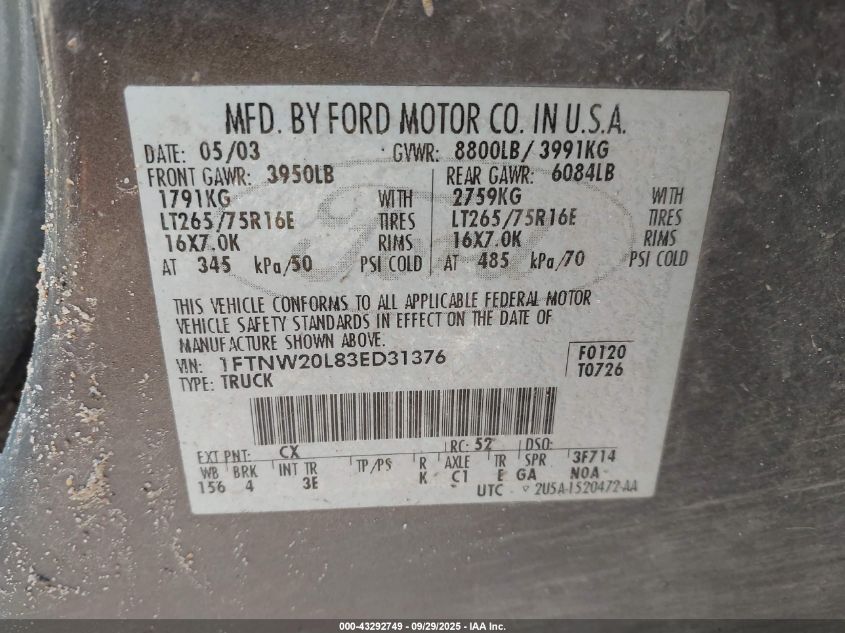 MFD. BY FORD MOTOR CO. IN U.S.A.
DATE: 05/03 GVWR: 8800LB/ 3991KG
FRONT GAWR: 3950LB REAR GAWR: 6084LB
1791KG WITH 2759KG WITH
LT265/75R16E TIRES LT265/75R16E TIRES
16X7.0K RIMS 16X7.0K RIMS
AT 345 kPa/50 PSI COLD AT 485 kPa/70 PSI COLD
THIS VEHICLE CONFORMS TO ALL APPLICABLE FEDERAL MOTOR
VEHICLE SAFETY STANDARDS IN EFFECT ON THE DATE OF
MANUFACTURE SHOWN ABOVE.
VIN: 1FTNW20L83ED31376 F0120
TYPE: TRUCK T0726
EXT PNT: CX RC: 52 DSO:
WB BRK INT TR TP/PS R AXLE TR SPR 3F714
156 4 3E K C1 E GA NOA
UTC 2U5A-1520472-AA
000-43292749 - 09/29/2025 - IAA Inc.